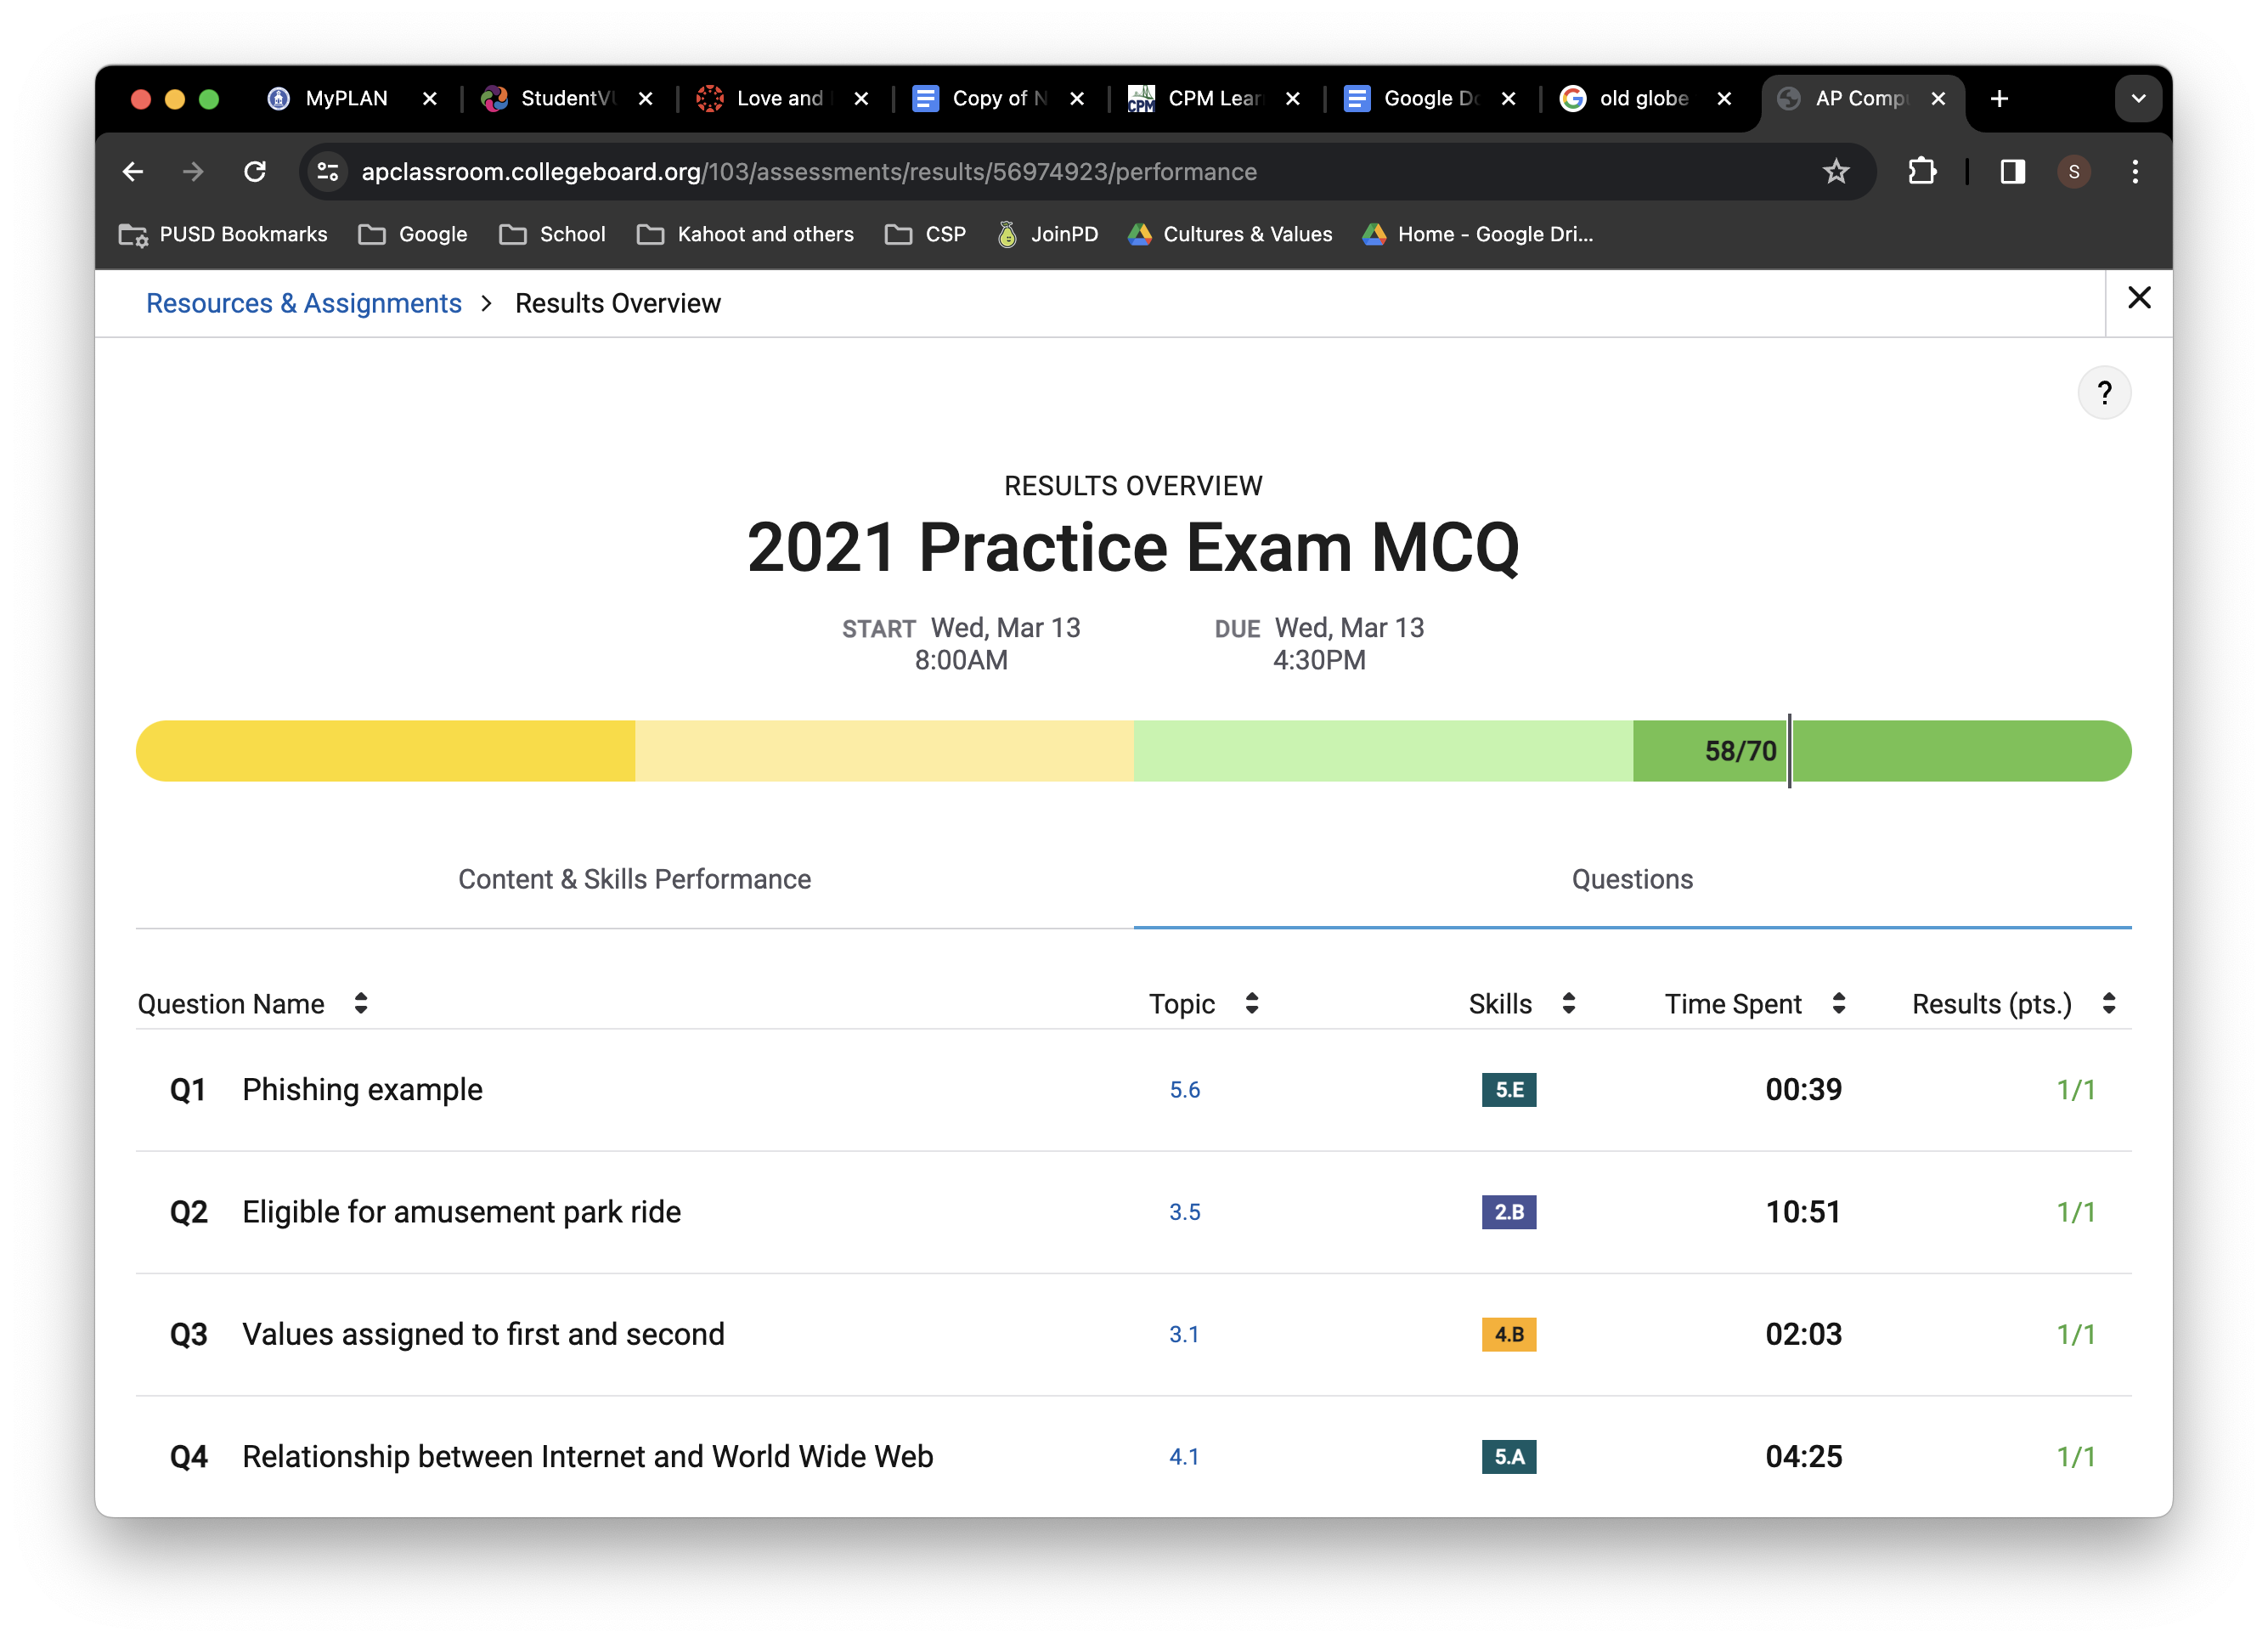 MyPLAN StudentVU Love and Copy of N CPM Lear Google Do old globe AP Compu
apclassroom.collegeboard.org/103/assessments/results/56974923/performance S
PUSD Bookmarks Google School Kahoot and others CSP JoinPD Cultures & Values Home - Google Dri...
Resources & Assignments > Results Overview
?
RESULTS OVERVIEW
2021 Practice Exam MCQ
START Wed, Mar 13 DUE Wed, Mar 13
8:00AM 4:30PM
58/70
Content & Skills Performance Questions
Question Name Topic Skills Time Spent Results (pts.)
Q1 Phishing example 5.6 5.E 00:39 1/1
Q2 Eligible for amusement park ride 3.5 2.B 10:51 1/1
Q3 Values assigned to first and second 3.1 4.B 02:03 1/1
Q4 Relationship between Internet and World Wide Web 4.1 5.A 04:25 1/1